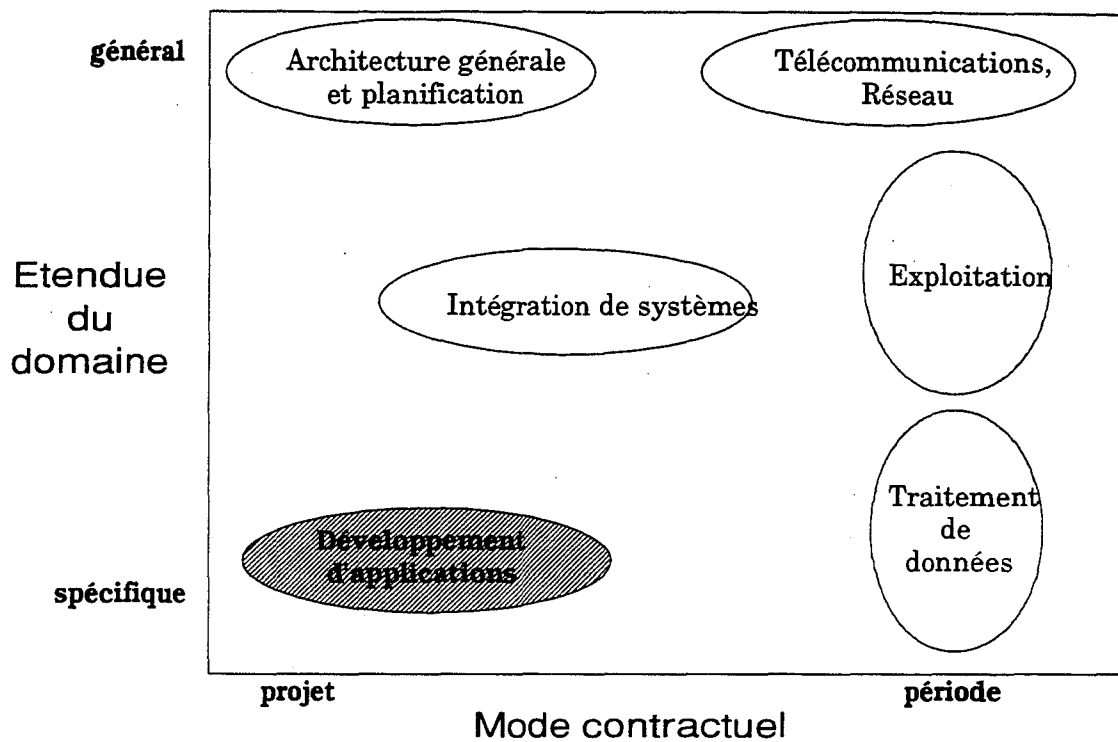 général
Architecture générale
et planification
Télécommunications,
Réseau
Etendue
du
domaine
Intégration de systèmes
Exploitation
Développement
d'applications
Traitement
de
données
spécifique
projet
période
Mode contractuel